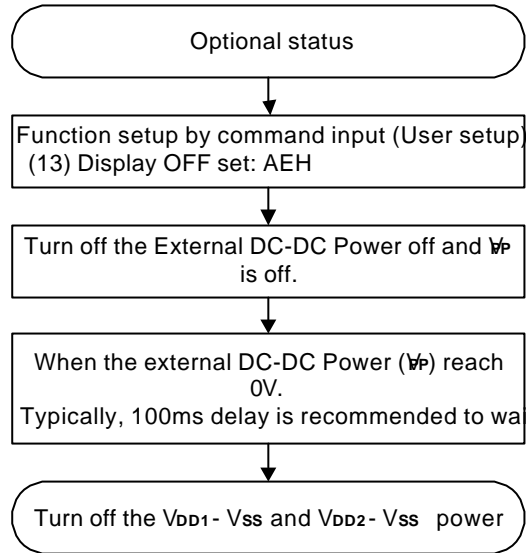 Optional status
Function setup by command input (User setup)
(13) Display OFF set: AEH
Turn off the External DC-DC Power off and VPP
is off.
When the external DC-DC Power (VPP) reach
0V.
Typically, 100ms delay is recommended to wai
Turn off the VDD1 - VSS and VDD2 - VSS power